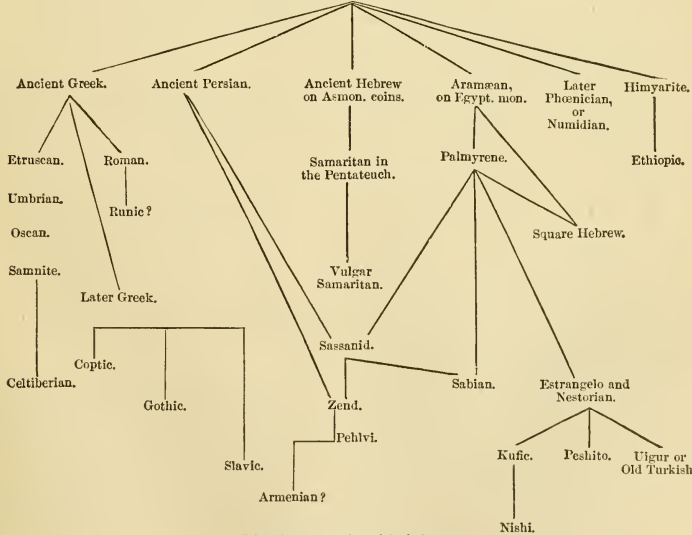 Ancient Greek.
Ancient Persian.
Ancient Hebrew
on Asmon. coins.
Aramæan,
on Egypt. mon.
Later
Phœnician,
or
Numidian.
Himyarite.
Etruscan.
Roman.
Samaritan in
the Pentateuch.
Palmyrene.
Ethiopic.
Umbrian.
Runic?
Oscan.
Square Hebrew.
Samnite.
Later Greek.
Vulgar
Samaritan.
Sassanid.
Coptic.
Celtiberian.
Gothic.
Zend.
Sabian.
Estrangelo and
Nestorian.
Pehlvi.
Slavic.
Armenian?
Kufic.
Peshito.
Uigur or
Old Turkish
Nishi.